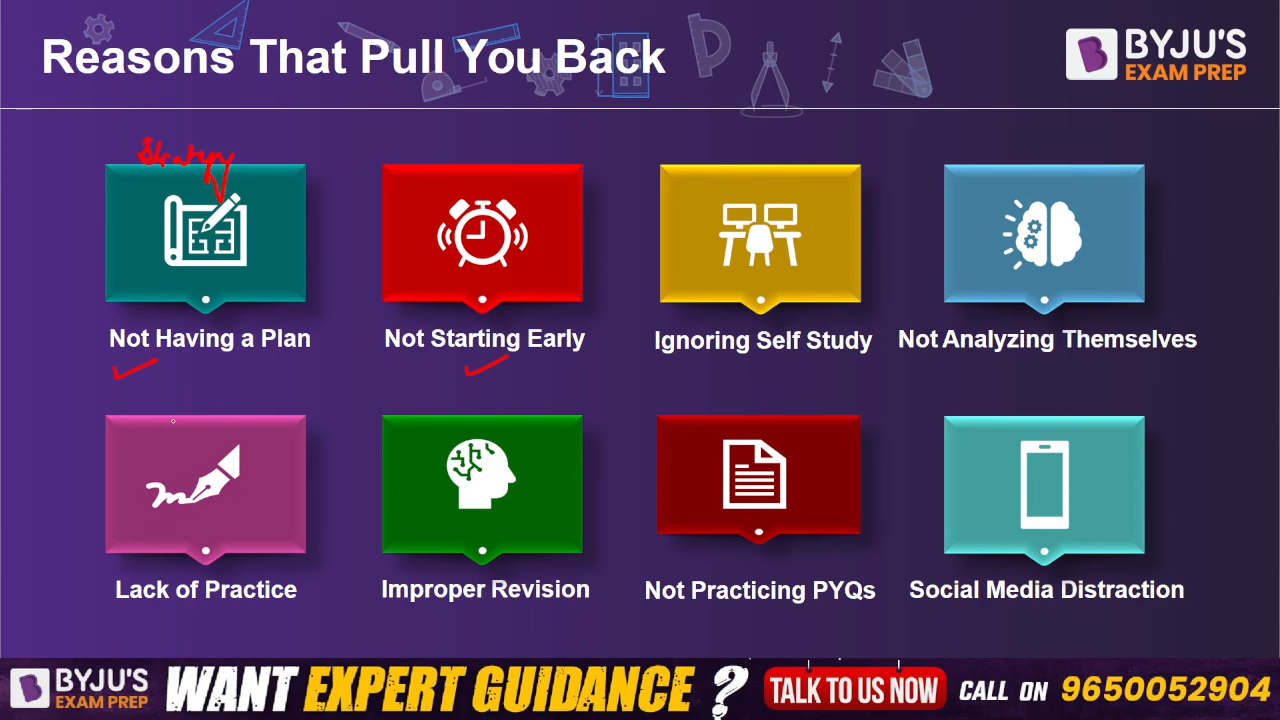 Reasons That Pull You Back
BYJU'S
EXAM PREP
Strategy
Not Having a Plan
Not Starting Early
Ignoring Self Study
Not Analyzing Themselves
Lack of Practice
Improper Revision
Not Practicing PYQs
Social Media Distraction
BYJU'S
EXAM PREP
WANT EXPERT GUIDANCE ?
TALK TO US NOW
CALL ON 9650052904